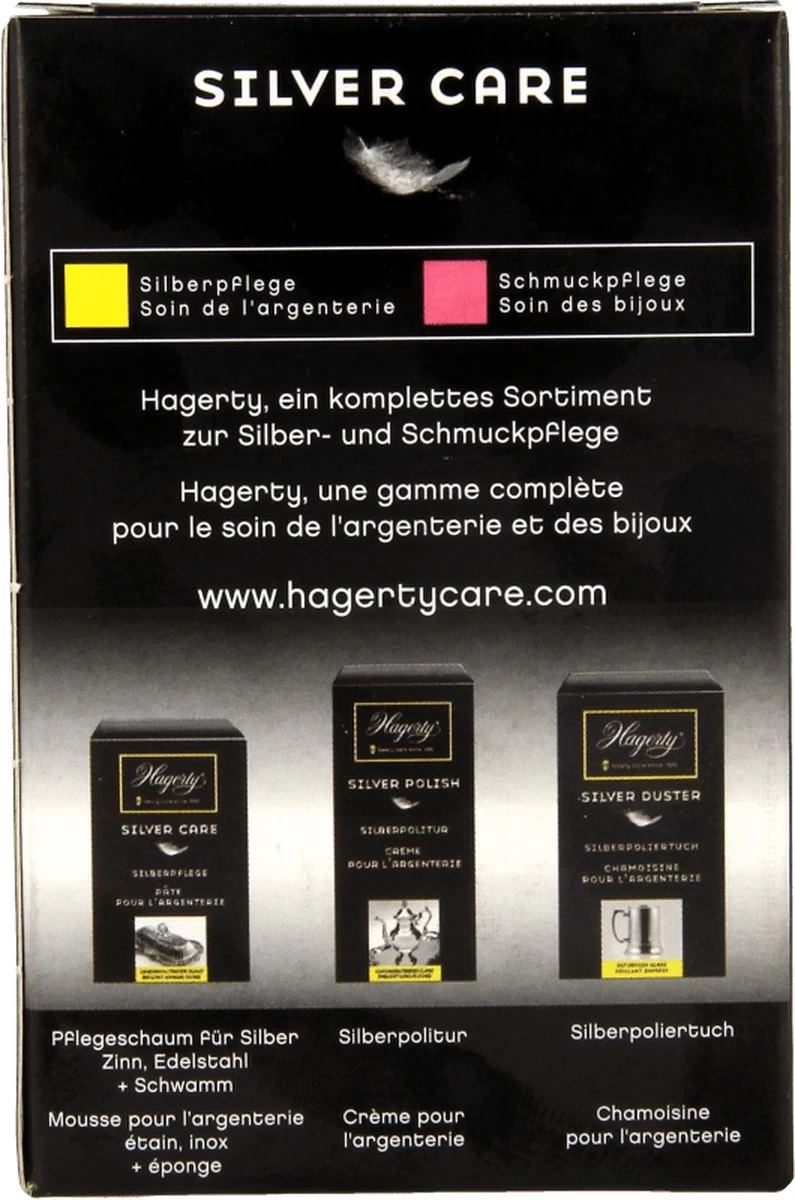 SILVER CARE
Silberpflege
Soin de l'argenterie
Schmuckpflege
Soin des bijoux
Hagerty, ein komplettes Sortiment
zur Silber- und Schmuckpflege
Hagerty, une gamme complète
pour le soin de l'argenterie et des bijoux
www.hagertycare.com
Hagerty
SILVER CARE
SILBERPFLEGE
PÂTE
POUR L'ARGENTERIE
Hagerty
SILVER POLISH
SILBERPOLITUR
CREME
POUR L'ARGENTERIE
Hagerty
SILVER DUSTER
SILBERPOLIERTUCH
CHAMOISINE
POUR L'ARGENTERIE
Pflegeschaum für Silber
Zinn, Edelstahl
+ Schwamm
Silberpolitur
Silberpoliertuch
Mousse pour l'argenterie
étain, inox
+ éponge
Crème pour
l'argenterie
Chamoisine
pour l'argenterie